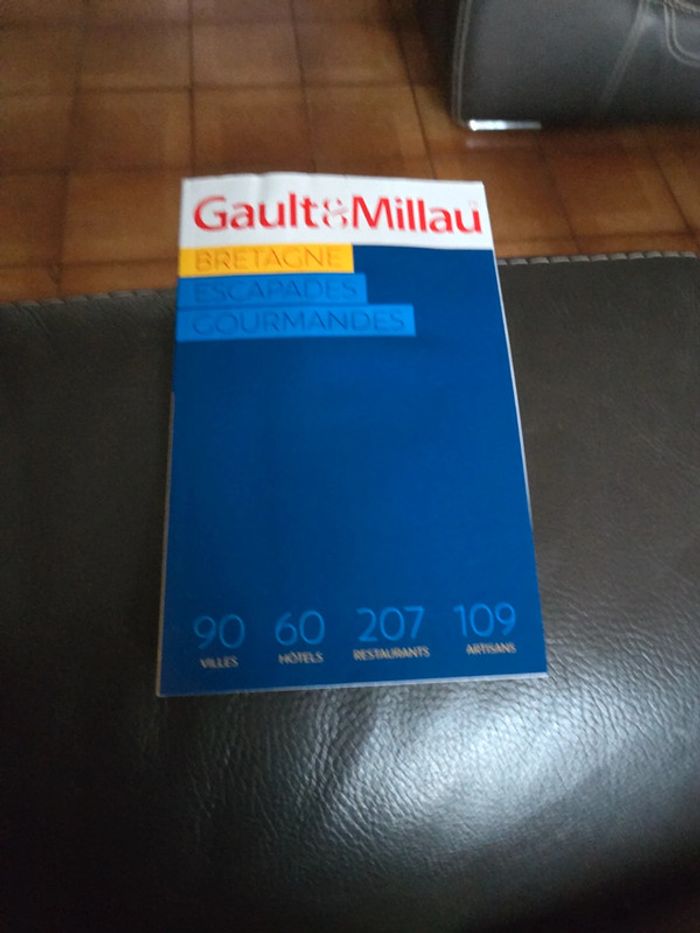 Gault&Millau
BRETAGNE
ESCAPADES
GOURMANDES
90 60 207 109
VILLES HÔTELS RESTAURANTS ARTISANS